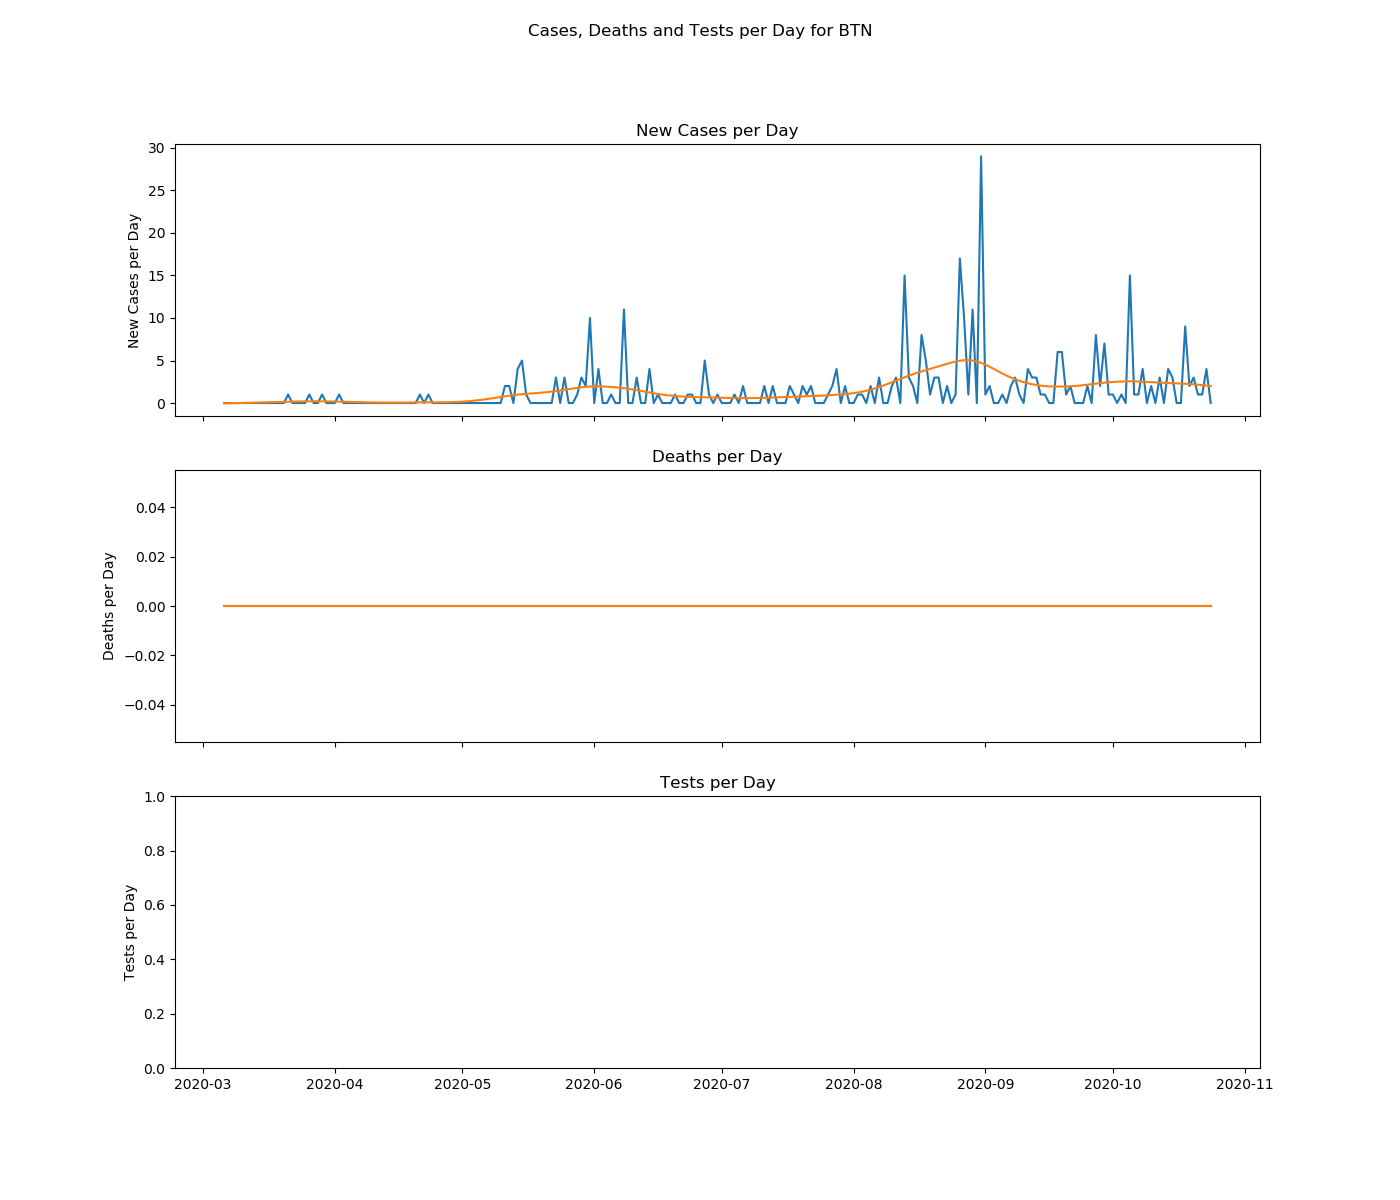 Cases, Deaths and Tests per Day for BTN
New Cases per Day
30
25
20
15
10
5
0
New Cases per Day
Deaths per Day
0.04
0.02
0.00
−0.02
−0.04
Deaths per Day
Tests per Day
1.0
0.8
0.6
0.4
0.2
0.0
Tests per Day
2020-03 2020-04 2020-05 2020-06 2020-07 2020-08 2020-09 2020-10 2020-11